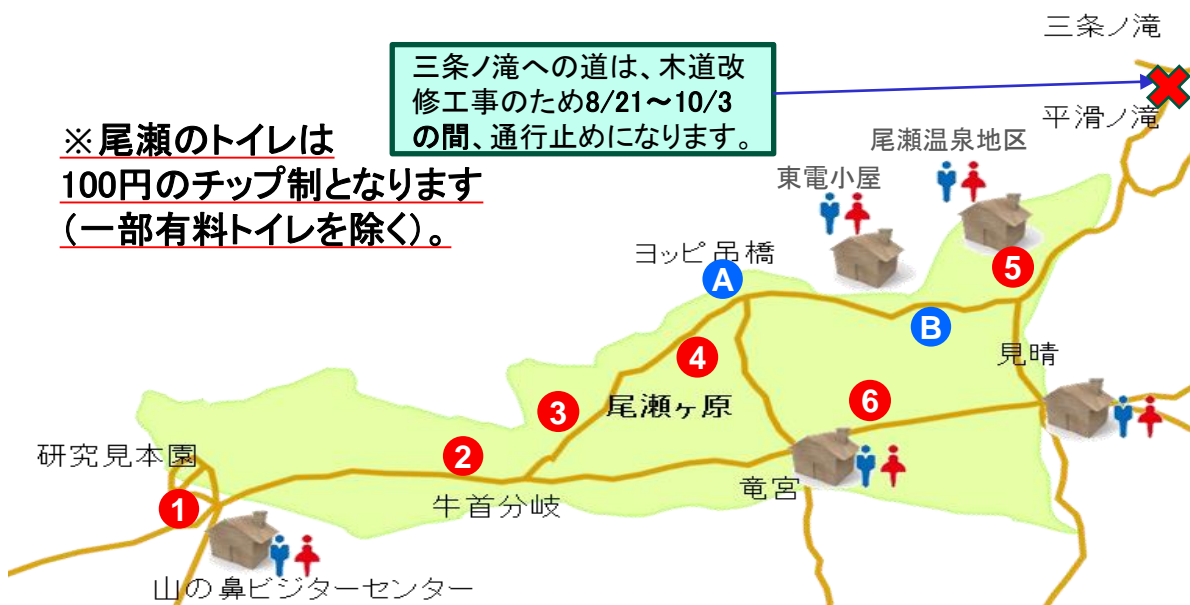 三条ノ滝
三条ノ滝への道は、木道改
修工事のため8/21～10/3
の間、通行止めになります。
平滑ノ滝
※尾瀬のトイレは
100円のチップ制となります
（一部有料トイレを除く）。
尾瀬温泉地区
東電小屋
ヨッピ吊橋
A
5
B
4
見晴
3
尾瀬ヶ原
6
研究見本園
2
牛首分岐
竜宮
1
山の鼻ビジターセンター